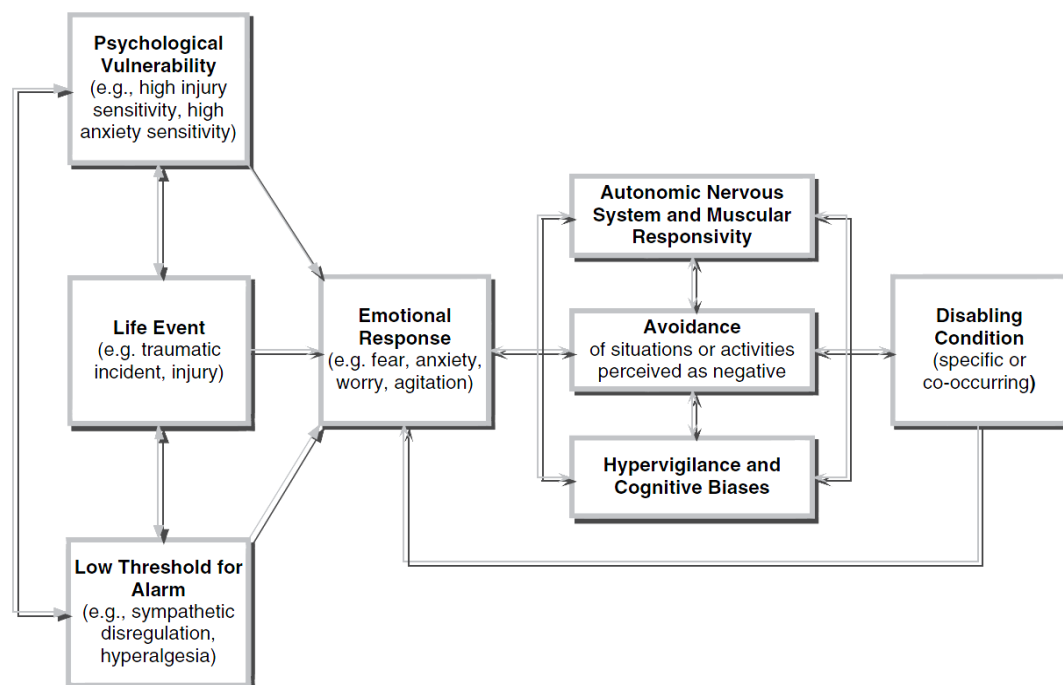 Psychological
Vulnerability
(e.g., high injury
sensitivity, high
anxiety sensitivity)
Life Event
(e.g. traumatic
incident, injury)
Low Threshold for
Alarm
(e.g., sympathetic
disregulation,
hyperalgesia)
Emotional
Response
(e.g. fear, anxiety,
worry, agitation)
Autonomic Nervous
System and Muscular
Responsivity
Avoidance
of situations or activities
perceived as negative
Hypervigilance and
Cognitive Biases
Disabling
Condition
(specific or
co-occurring)